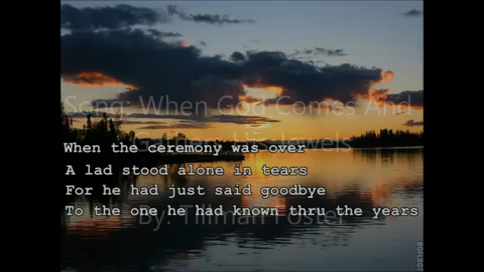 Song: When God Comes And
Gathers his Jewels
When the ceremony was over
A lad stood alone in tears
For he had just said goodbye
To the one he had known thru the years
By: Tillman Foster